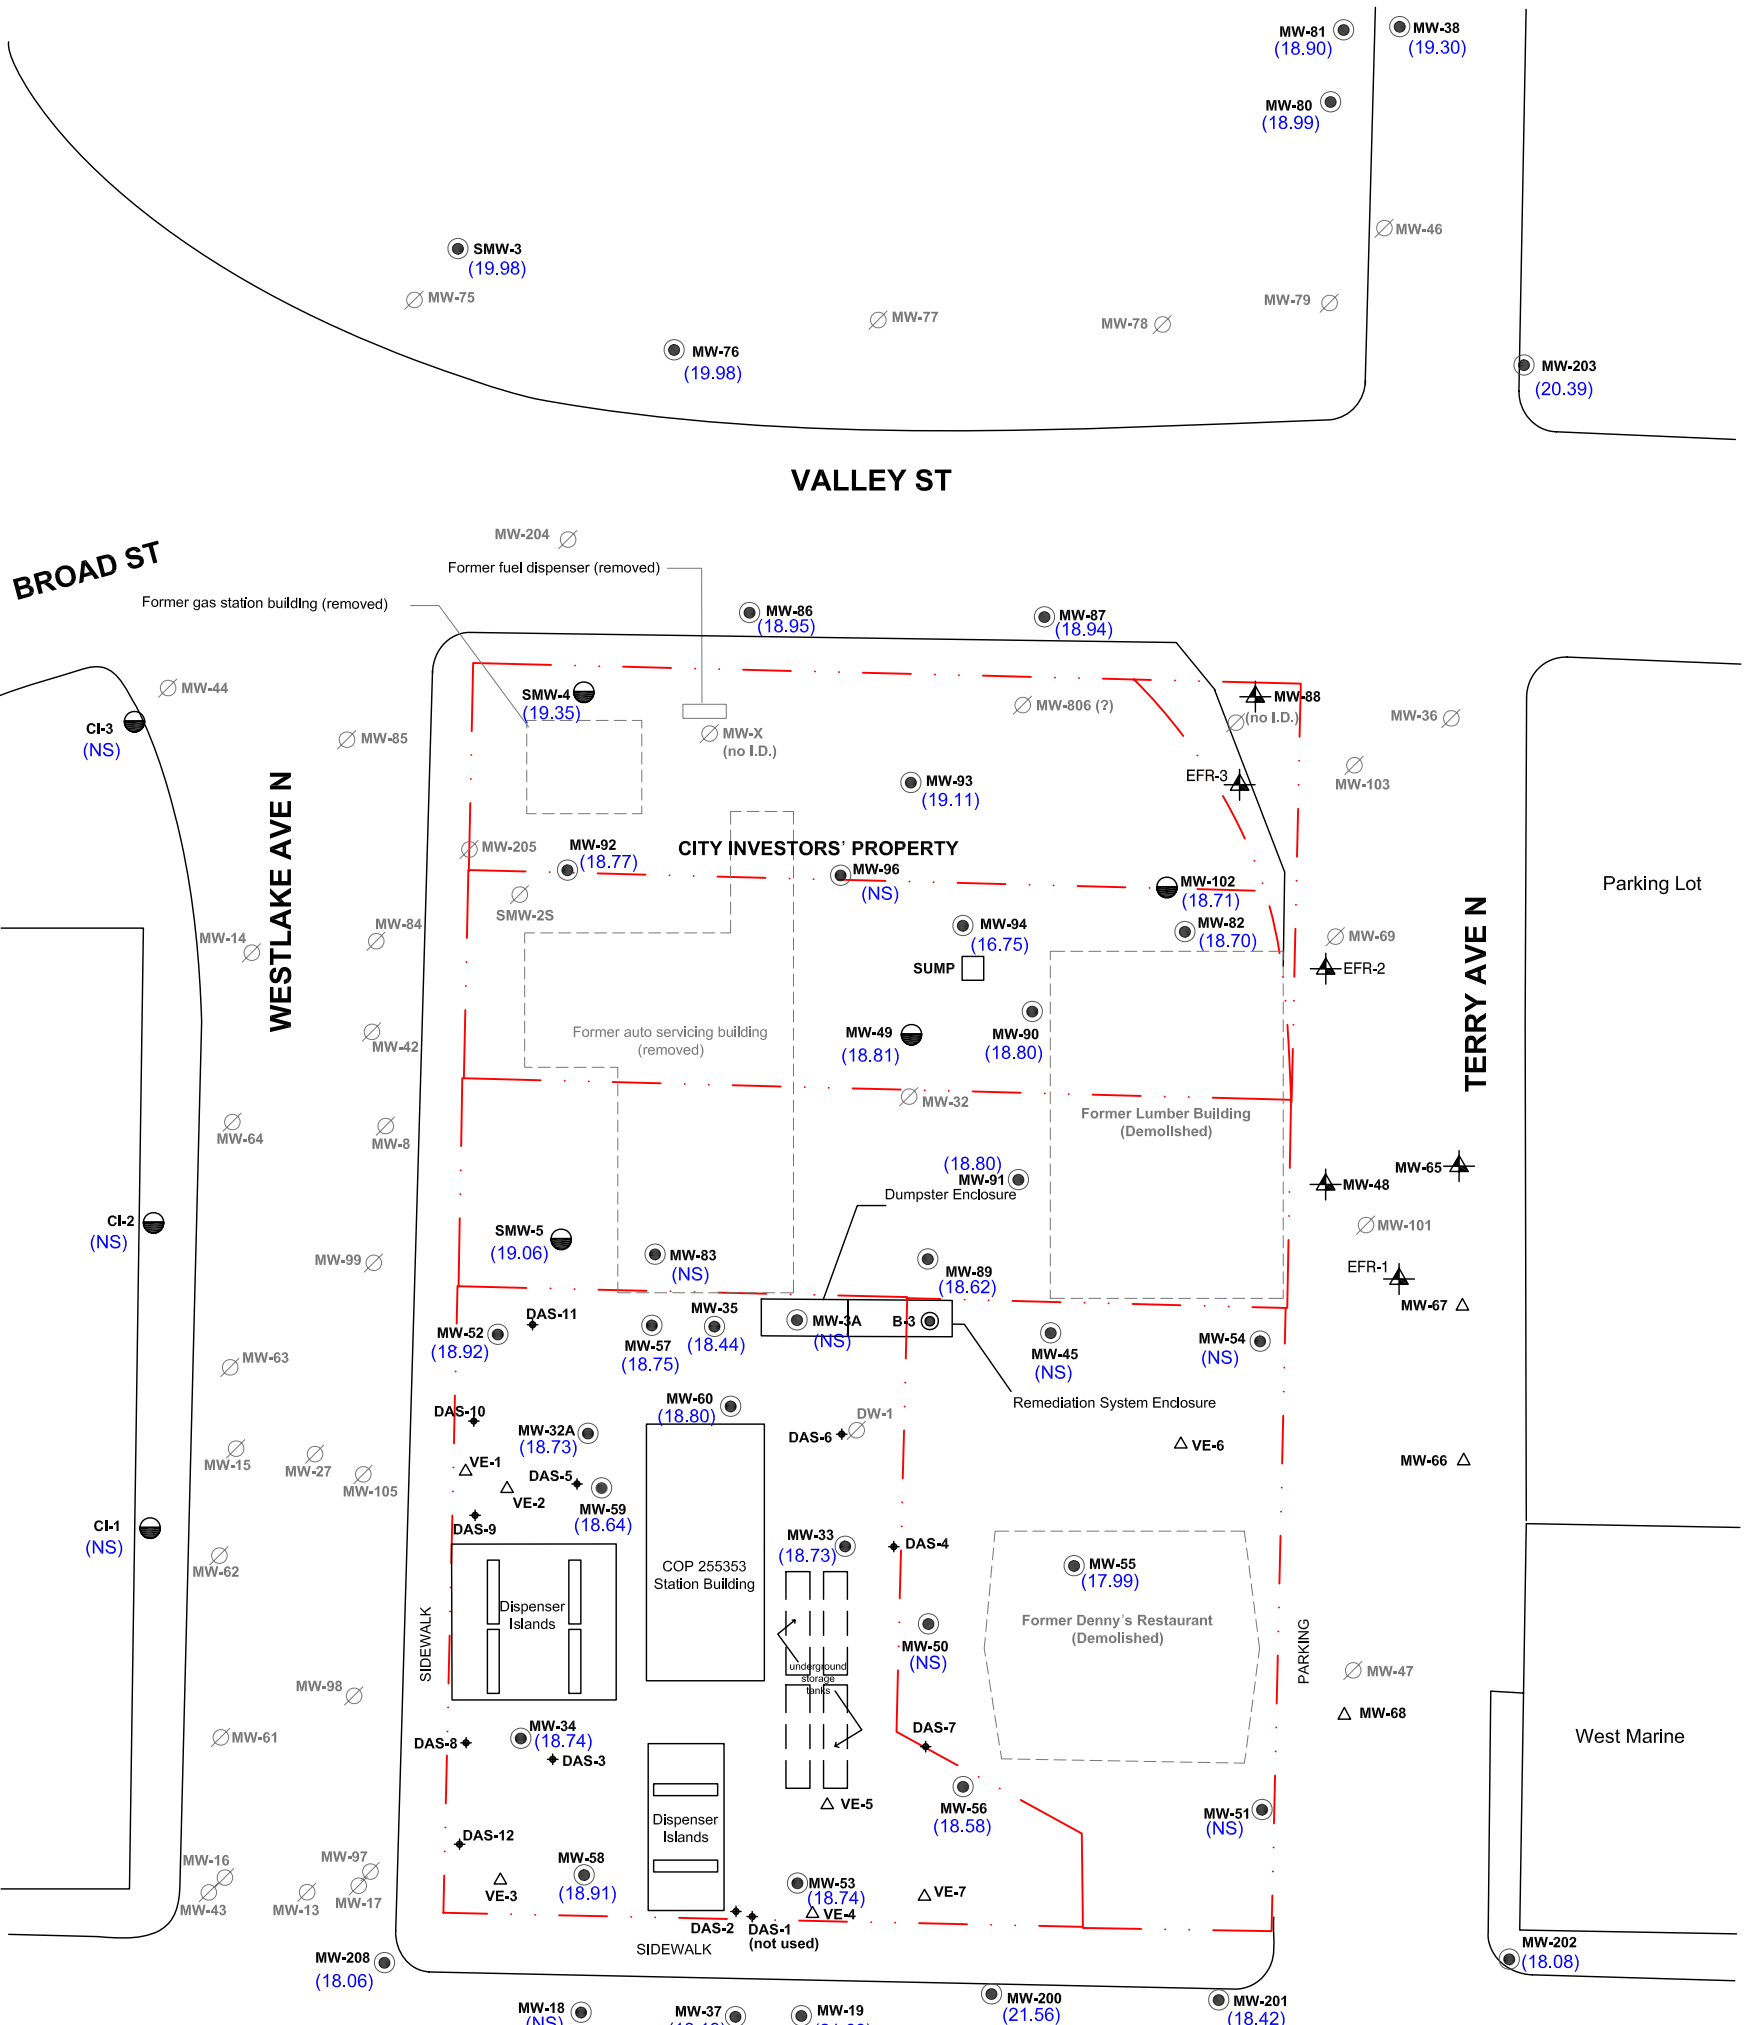 MW-81
(18.90)
MW-38
(19.30)
MW-80
(18.99)
MW-46
SMW-3
(19.98)
MW-75
MW-79
MW-77
MW-78
MW-76
(19.98)
MW-203
(20.39)
VALLEY ST
BROAD ST
MW-204
Former fuel dispenser (removed)
Former gas station building (removed)
MW-86
(18.95)
MW-87
(18.94)
MW-44
SMW-4
(19.35)
MW-88
(no I.D.)
MW-806 (?)
MW-36
CI-3
(NS)
MW-85
MW-X
(no I.D.)
EFR-3
MW-93
(19.11)
MW-103
WESTLAKE AVE N
MW-205
MW-92
(18.77)
CITY INVESTORS' PROPERTY
MW-96
(NS)
MW-102
(18.71)
Parking Lot
SMW-2S
MW-84
MW-14
MW-94
(16.75)
MW-82
(18.70)
MW-69
SUMP
EFR-2
TERRY AVE N
Former auto servicing building
(removed)
MW-49
(18.81)
MW-90
(18.80)
MW-42
MW-32
Former Lumber Building
(Demolished)
MW-64
MW-8
(18.80)
MW-91
MW-65
MW-48
Dumpster Enclosure
CI-2
(NS)
SMW-5
(19.06)
MW-101
MW-99
MW-83
(NS)
MW-89
(18.62)
EFR-1
MW-67
DAS-11
MW-52
(18.92)
MW-35
(18.44)
MW-57
(18.75)
MW-3A
(NS)
B-3
MW-45
(NS)
MW-54
(NS)
MW-63
Remediation System Enclosure
MW-60
(18.80)
DAS-10
DW-1
DAS-6
MW-32A
(18.73)
VE-6
MW-15
MW-27
MW-105
VE-1
VE-2
DAS-5
MW-66
MW-59
(18.64)
DAS-9
CI-1
(NS)
MW-33
(18.73)
DAS-4
MW-62
COP 255353
Station Building
MW-55
(17.99)
Dispenser
Islands
SIDEWALK
Former Denny's Restaurant
(Demolished)
MW-50
(NS)
PARKING
underground
storage
tanks
MW-47
MW-98
MW-68
MW-61
MW-34
(18.74)
DAS-8
DAS-3
DAS-7
West Marine
MW-56
(18.58)
VE-5
MW-51
(NS)
Dispenser
Islands
DAS-12
MW-16
MW-97
MW-43
MW-13
MW-17
MW-58
(18.91)
VE-3
MW-53
(18.74)
VE-4
VE-7
DAS-2
DAS-1
(not used)
SIDEWALK
MW-208
(18.06)
MW-202
(18.08)
MW-18
(NS)
MW-37
MW-19
MW-200
(21.56)
MW-201
(18.42)